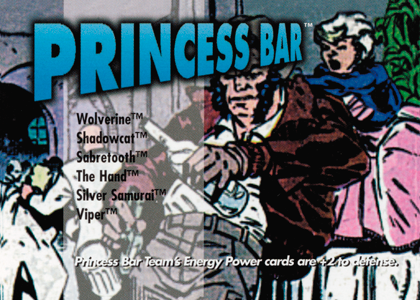 PRINCESS BAR™
Wolverine™
Shadowcat™
Sabretooth™
The Hand™
Silver Samurai™
Viper™
Princess Bar Team's Energy Power cards are +2 to defense.